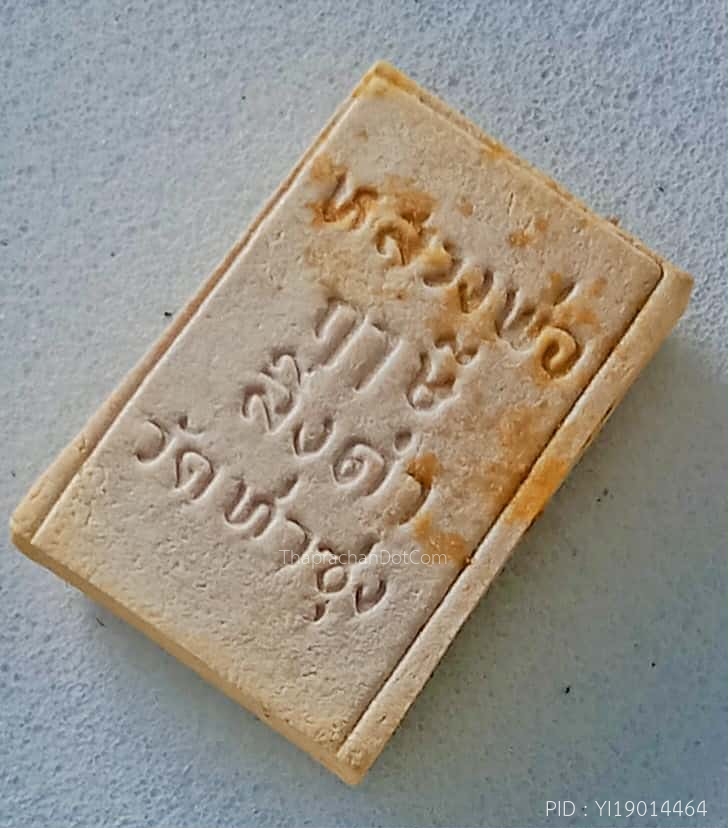 หลวงพ่อ
ฤาษี
ลิงดำ
วัดท่าซุง
ThaprachanDotCom
PID : YI19014464